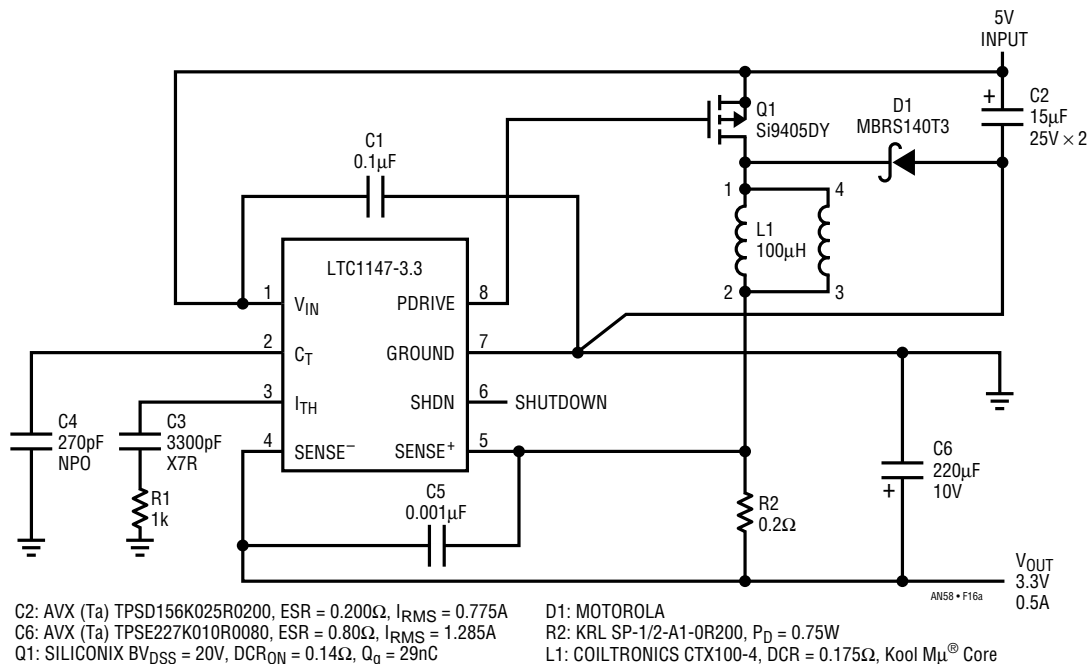 5V
INPUT
C2
15µF
25V × 2
D1
MBRS140T3
Q1
Si9405DY
C1
0.1µF
1
4
L1
100µH
2
3
LTC1147-3.3
1
VIN
PDRIVE
8
2
CT
GROUND
7
3
ITH
SHDN
6
SHUTDOWN
4
SENSE−
SENSE+
5
C4
270pF
NPO
C3
3300pF
X7R
R1
1k
C5
0.001µF
R2
0.2Ω
C6
220µF
10V
VOUT
3.3V
0.5A
AN58 • F16a
C2: AVX (Ta) TPSD156K025R0200, ESR = 0.200Ω, IRMS = 0.775A
C6: AVX (Ta) TPSE227K010R0080, ESR = 0.80Ω, IRMS = 1.285A
Q1: SILICONIX BVDSS = 20V, DCRON = 0.14Ω, Qg = 29nC
D1: MOTOROLA
R2: KRL SP-1/2-A1-0R200, PD = 0.75W
L1: COILTRONICS CTX100-4, DCR = 0.175Ω, Kool Mµ® Core